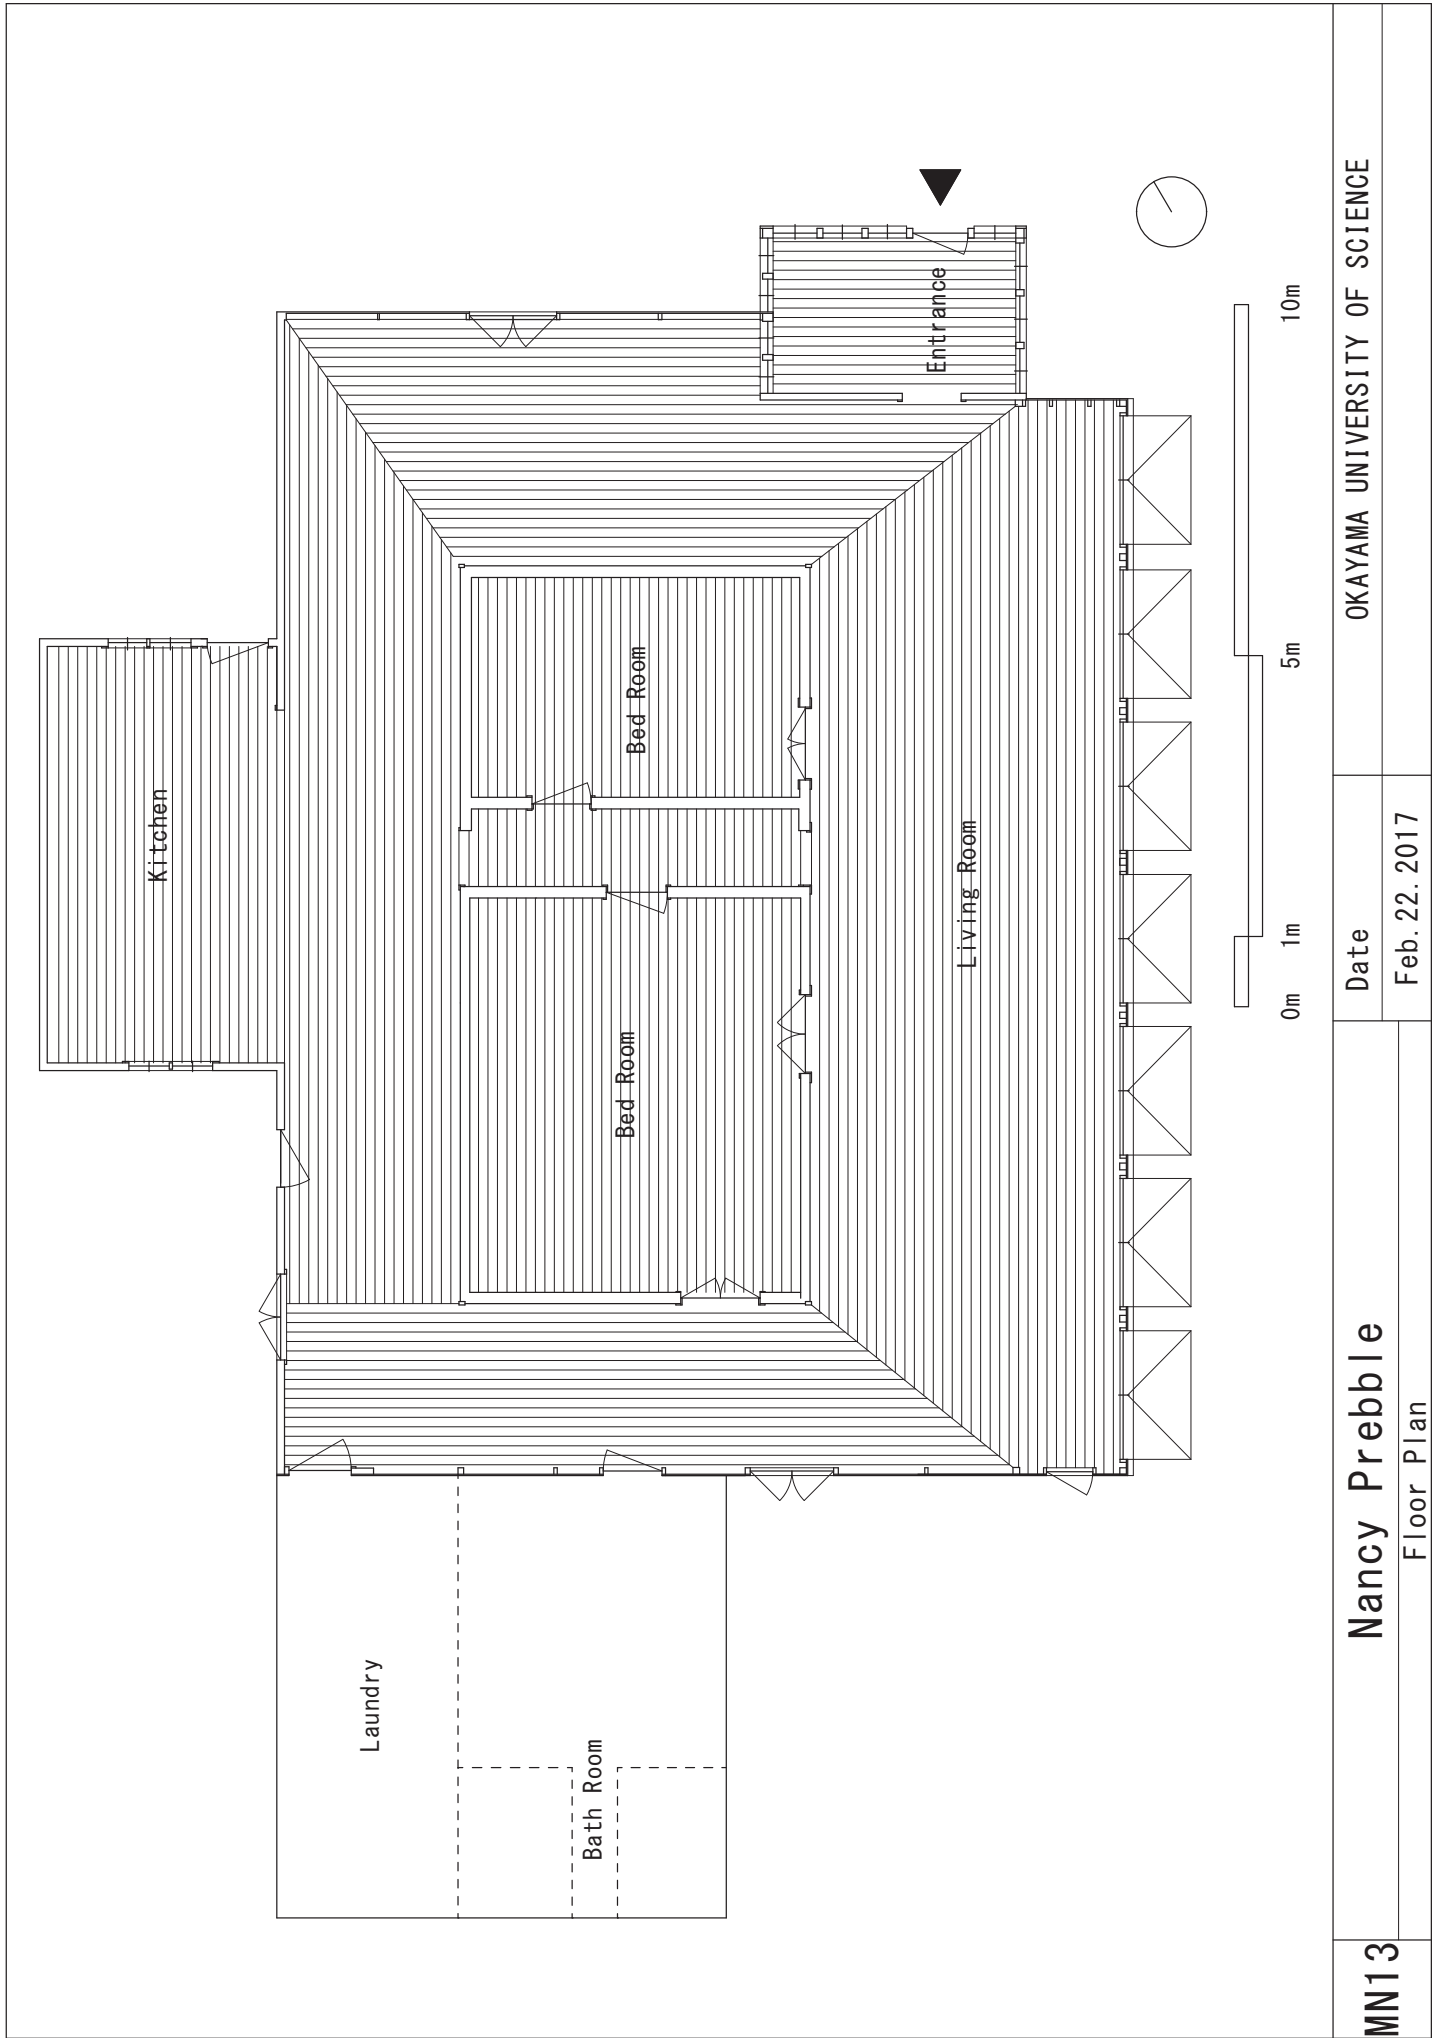 Kitchen
Bed Room
Bed Room
Living Room
Entrance
Laundry
Bath Room
0m
1m
5m
10m
MN13
Nancy Prebble
Floor Plan
Date
Feb.22.2017
OKAYAMA UNIVERSITY OF SCIENCE